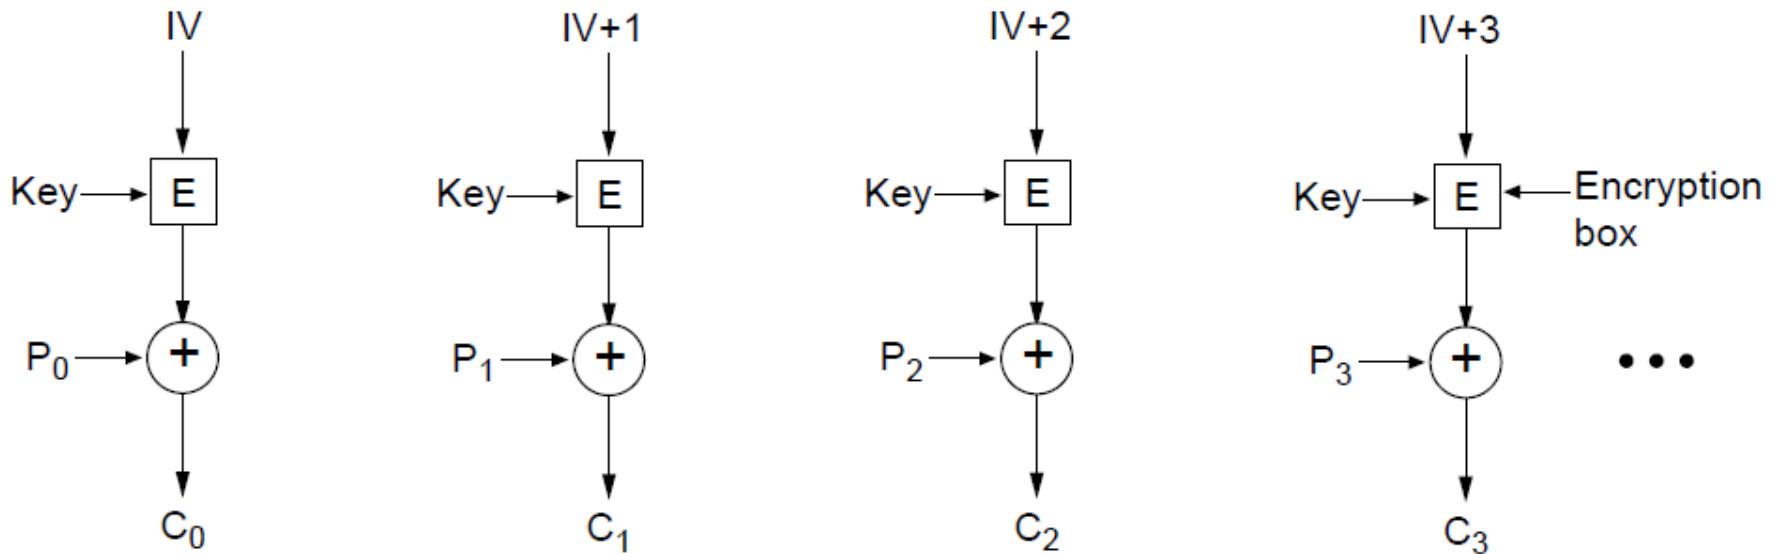 IV IV+1 IV+2 IV+3
Key E Key E Key E Key E Encryption
box
P0 + P1 + P2 + P3 + •••
C0 C1 C2 C3